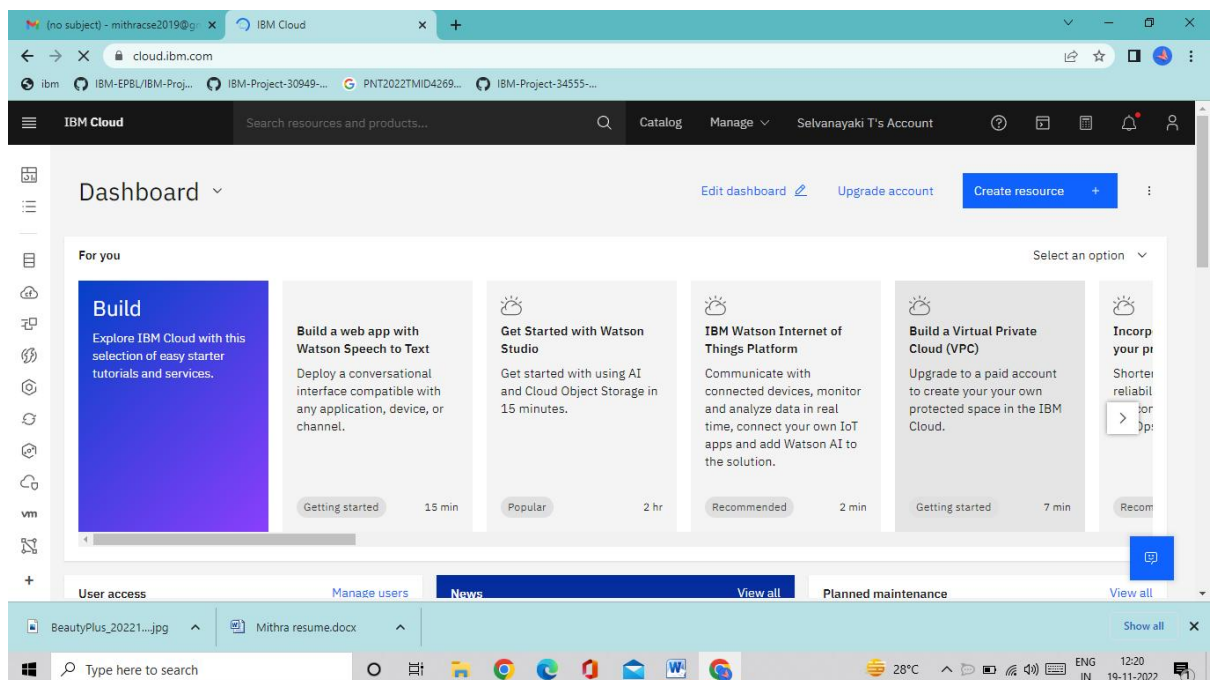 (no subject) - mithracse2019@g
IBM Cloud
cloud.ibm.com
ibm
IBM-EPBL/IBM-Proj...
IBM-Project-30949-...
PNT2022TMID4269...
IBM-Project-34555-...
IBM Cloud
Search resources and products...
Catalog
Manage
Selvanayaki T's Account
Dashboard
Edit dashboard
Upgrade account
Create resource +
For you
Select an option
Build
Explore IBM Cloud with this
selection of easy starter
tutorials and services.
Build a web app with
Watson Speech to Text
Deploy a conversational
interface compatible with
any application, device, or
channel.
Getting started 15 min
Get Started with Watson
Studio
Get started with using AI
and Cloud Object Storage in
15 minutes.
Popular 2 hr
IBM Watson Internet of
Things Platform
Communicate with
connected devices, monitor
and analyze data in real
time, connect your own IoT
apps and add Watson AI to
the solution.
Recommended 2 min
Build a Virtual Private
Cloud (VPC)
Upgrade to a paid account
to create your your own
protected space in the IBM
Cloud.
Getting started 7 min
Incorp
your pr
Shorter
reliabil
Recom
vm
User access
Manage users
News
View all
Planned maintenance
View all
BeautyPlus_20221....jpg
Mithra resume.docx
Show all
Type here to search
28°C
ENG
IN
12:20
19-11-2022